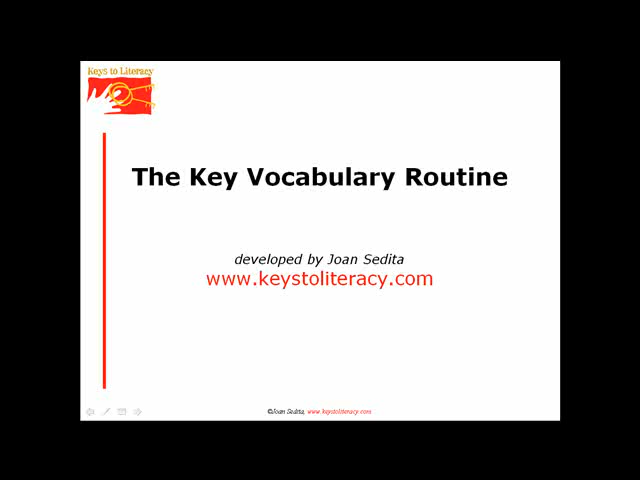 Keys to Literacy
The Key Vocabulary Routine
developed by Joan Sedita
www.keystoliteracy.com
©Joan Sedita, www.keystoliteracy.com